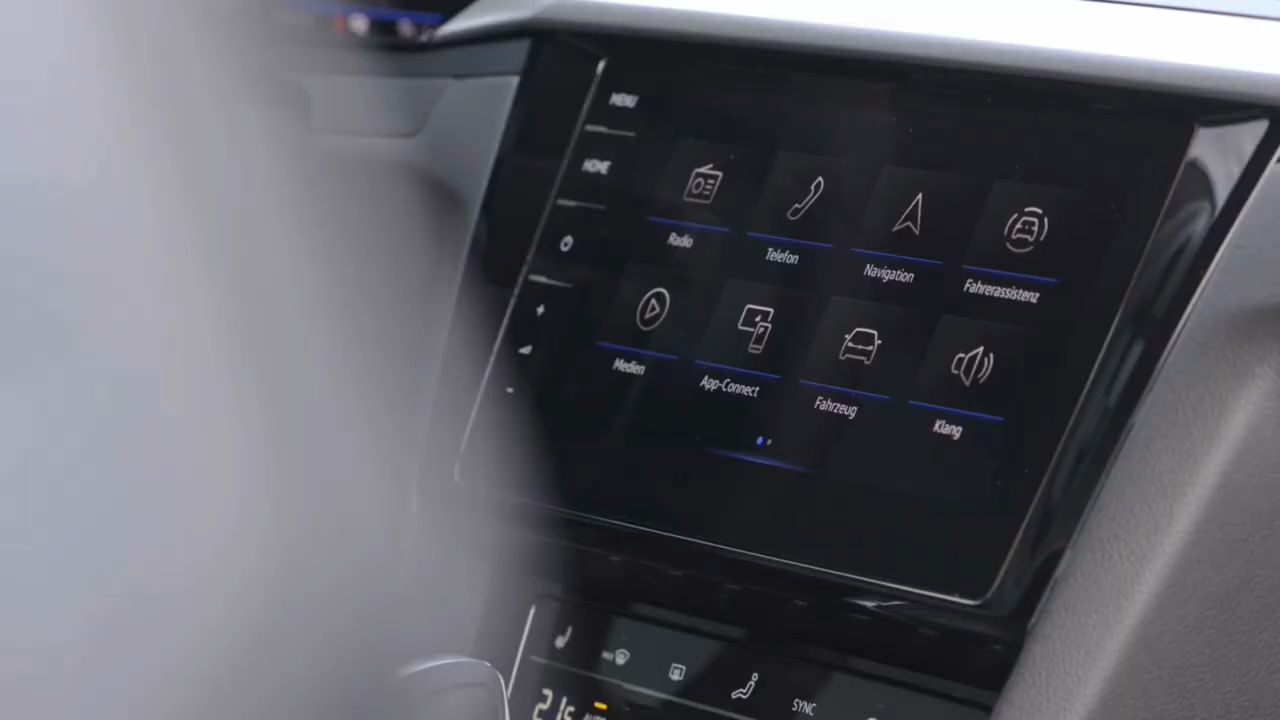 MENU
HOME
Radio
Telefon
Navigation
Fahrerassistenz
Medien
App-Connect
Fahrzeug
Klang
SYNC